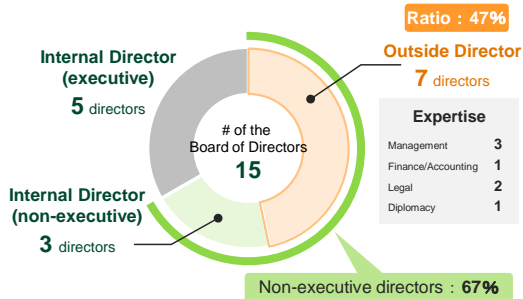 Ratio : 47%
Internal Director
(executive)
5 directors
Outside Director
7 directors
# of the
Board of Directors
15
Expertise
Management 3
Finance/Accounting 1
Legal 2
Diplomacy 1
Internal Director
(non-executive)
3 directors
Non-executive directors : 67%